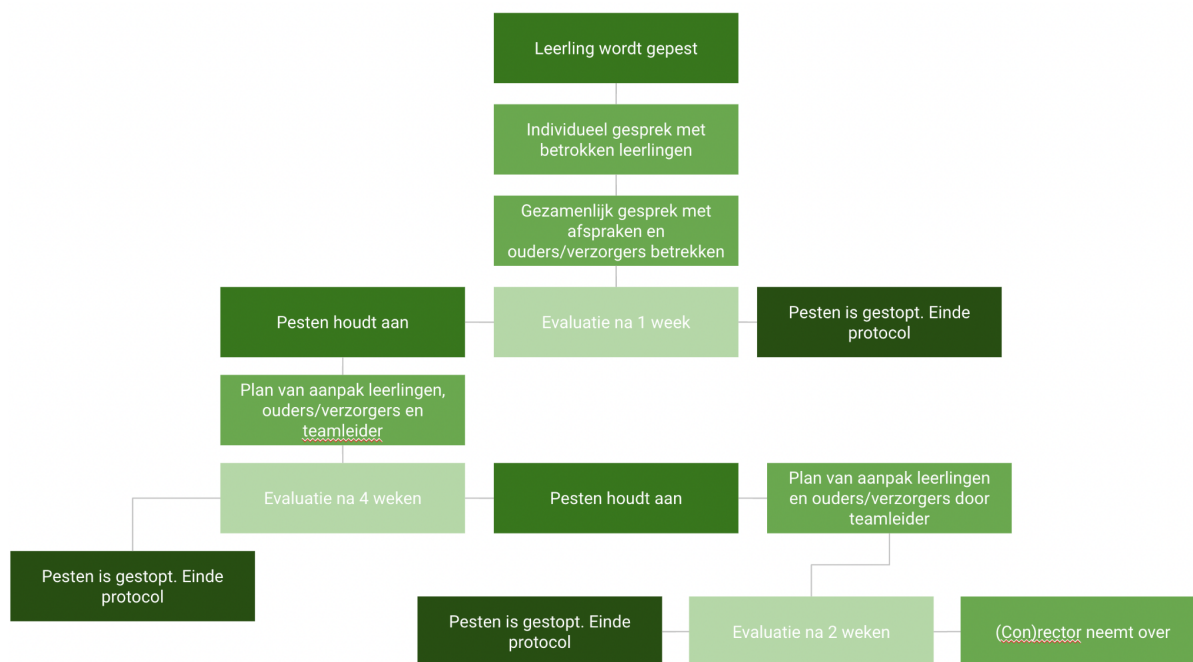 Leerling wordt gepest
Individueel gesprek met
betrokken leerlingen
Gezamenlijk gesprek met
afspraken en
ouders/verzorgers betrekken
Pesten houdt aan
Evaluatie na 1 week
Pesten is gestopt. Einde
protocol
Plan van aanpak leerlingen,
ouders/verzorgers en
teamleider
Evaluatie na 4 weken
Pesten houdt aan
Plan van aanpak leerlingen
en ouders/verzorgers door
teamleider
Pesten is gestopt. Einde
protocol
Pesten is gestopt. Einde
protocol
Evaluatie na 2 weken
(Con)rector neemt over